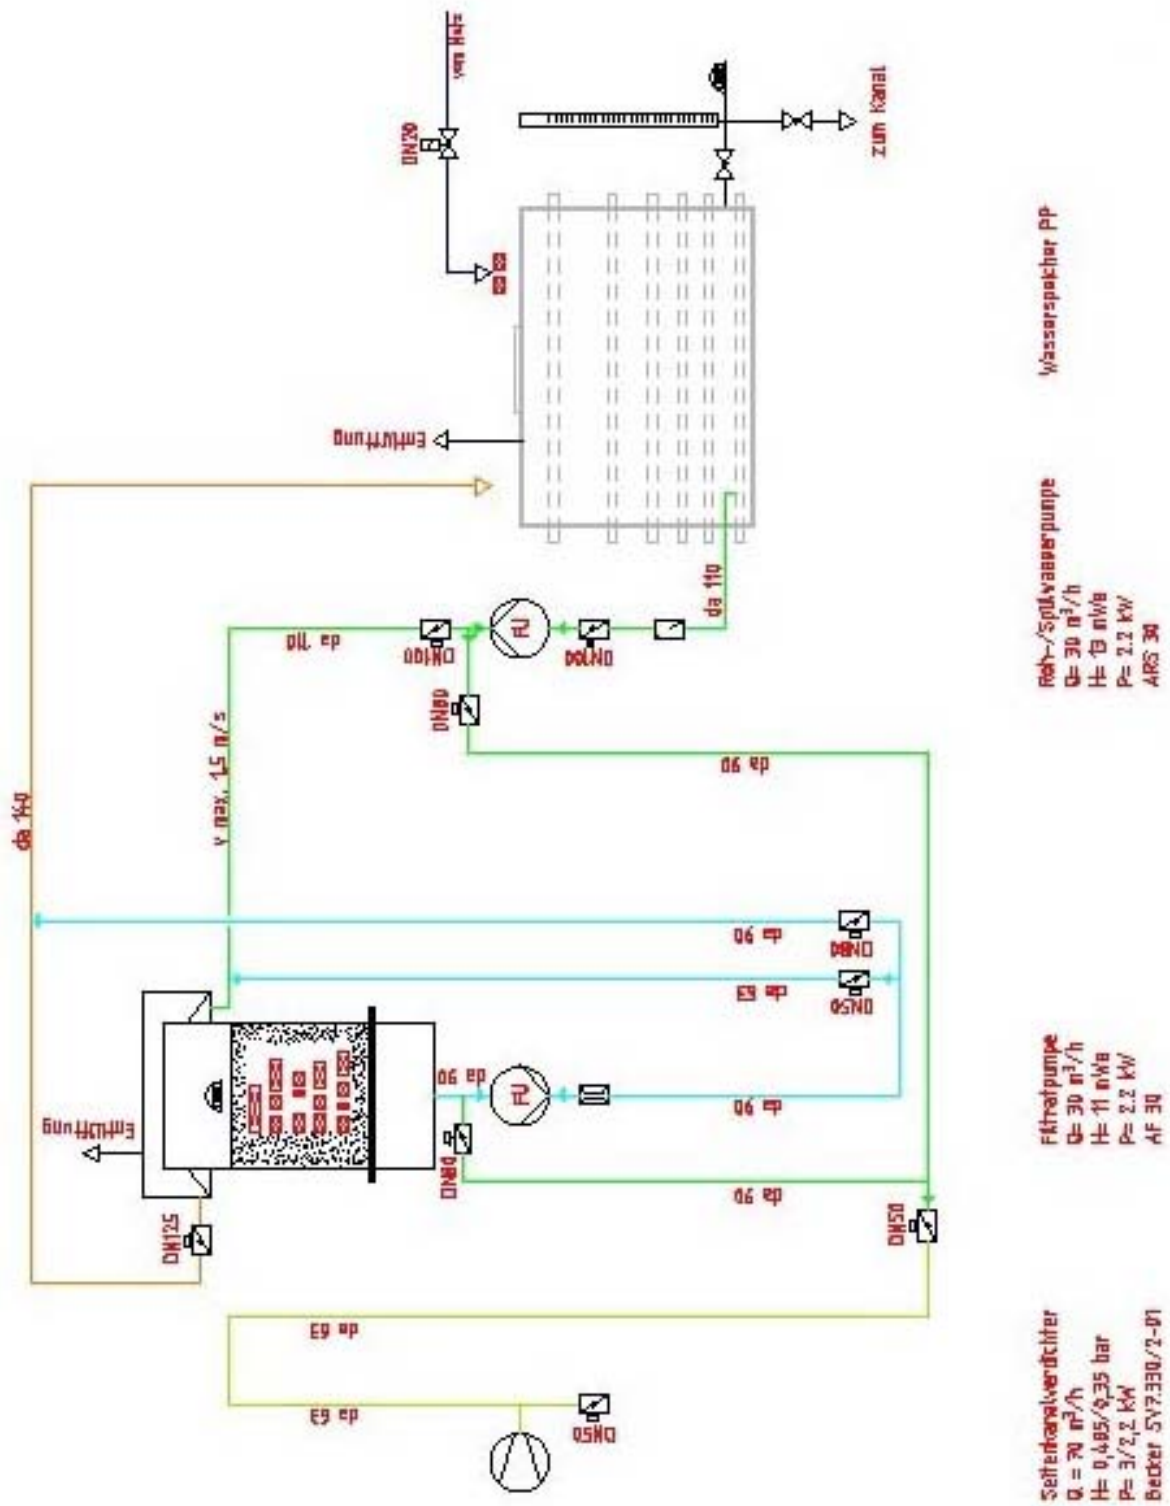 vom Netz
DN20
zum Kanal
Entlüftung
da 140
da 110
v max. 1,5 m/s
DN100
FU
DN100
da 110
DN80
da 90
da 90
DN80
da 63
DN50
Entlüftung
DN125
da 90
FU
da 90
DN80
da 90
DN50
da 63
da 63
DN50
Seitenkanalverdichter
Q = 70 m³/h
H= 0,485/0,35 bar
P= 3/2,2 kW
Becker SV7.330/2-01
Filtratpumpe
Q= 30 m³/h
H= 11 mWs
P= 2.2 kW
AF 30
Roh-/Spülwasserpumpe
Q= 30 m³/h
H= 13 mWs
P= 2.2 kW
ARS 30
Wasserspeicher PP